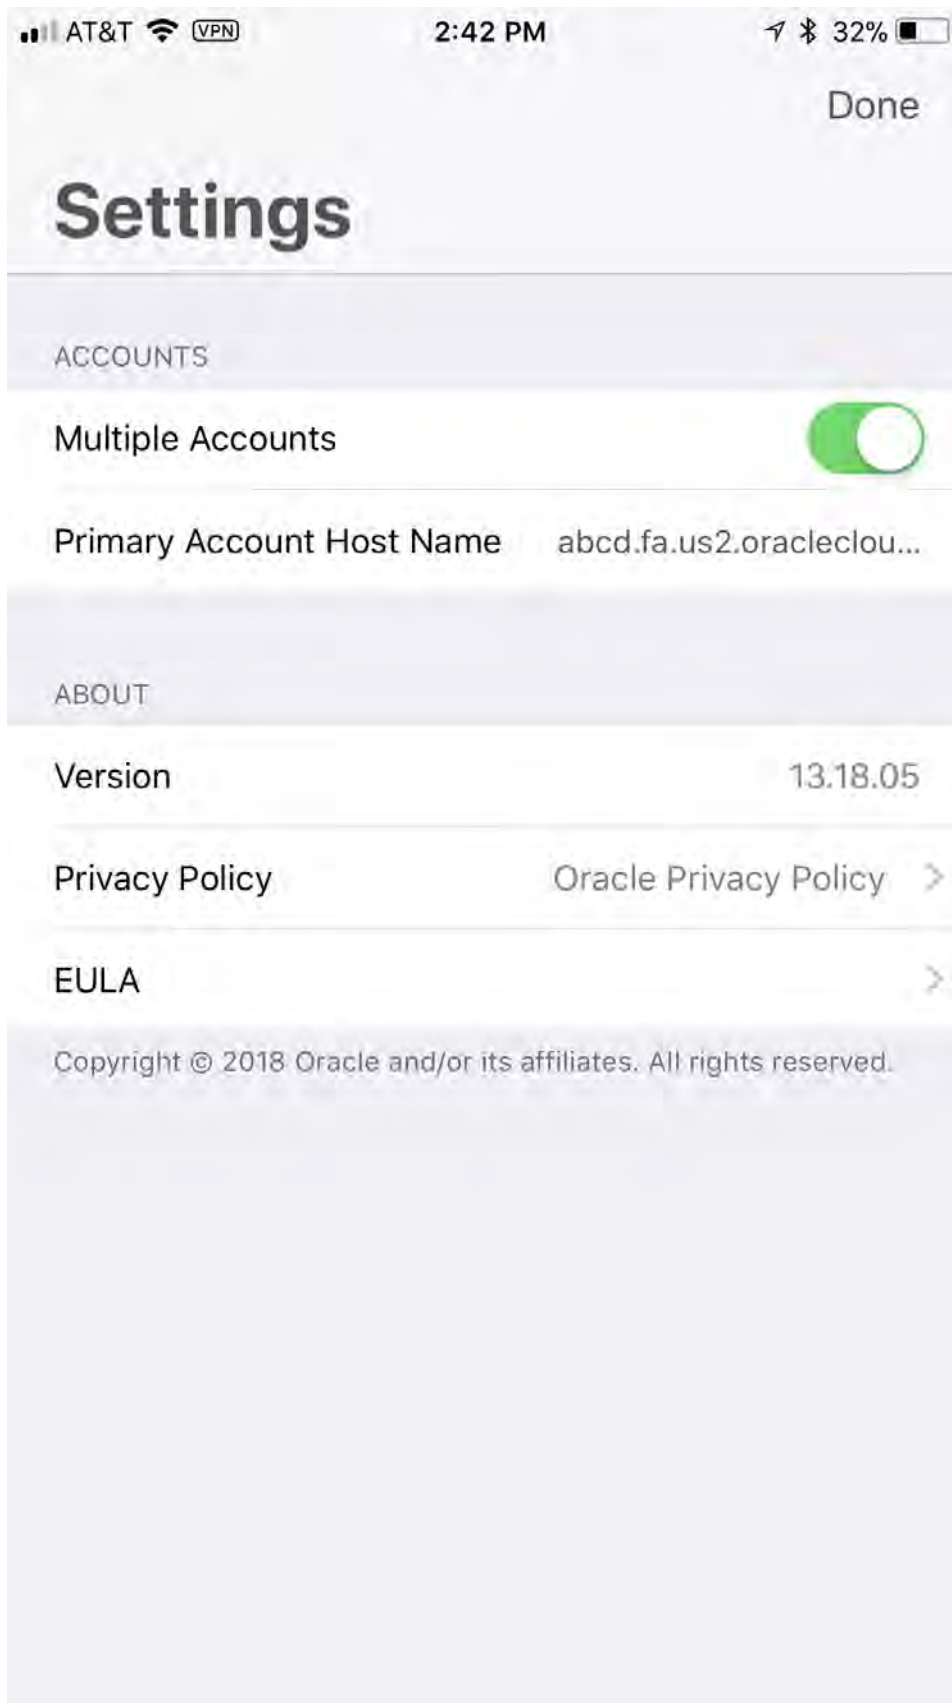 AT&T VPN 2:42 PM 32%
Done
Settings
ACCOUNTS
Multiple Accounts
Primary Account Host Name abcd.fa.us2.oracleclou...
ABOUT
Version 13.18.05
Privacy Policy Oracle Privacy Policy
EULA
Copyright © 2018 Oracle and/or its affiliates. All rights reserved.